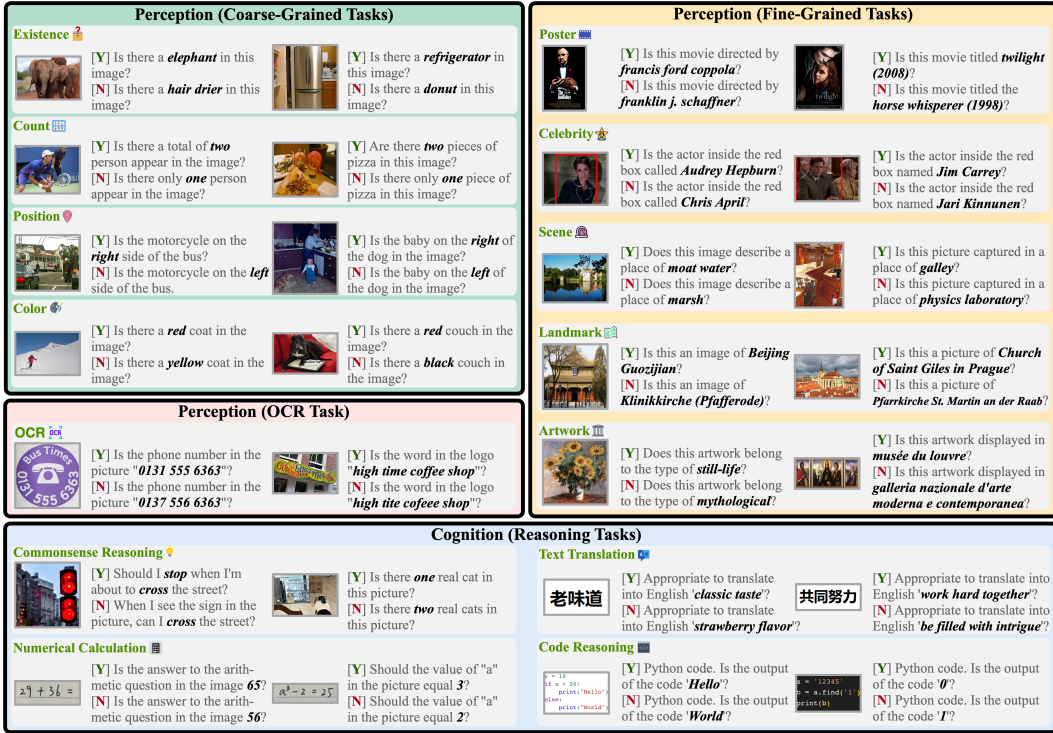 Perception (Coarse-Grained Tasks)
Existence
[Y] Is there a elephant in this
image?
[N] Is there a hair drier in this
image?
[Y] Is there a refrigerator in
this image?
[N] Is there a donut in this
image?
Count
[Y] Is there a total of two
person appear in the image?
[N] Is there only one person
appear in the image?
[Y] Are there two pieces of
pizza in this image?
[N] Is there only one piece of
pizza in this image?
Position
[Y] Is the motorcycle on the
right side of the bus?
[N] Is the motorcycle on the left
side of the bus.
[Y] Is the baby on the right of
the dog in the image?
[N] Is the baby on the left of
the dog in the image?
Color
[Y] Is there a red coat in the
image?
[N] Is there a yellow coat in the
image?
[Y] Is there a red couch in the
image?
[N] Is there a black couch in
the image?
Perception (OCR Task)
OCR OCR
Bus Times
0131 555 6363
[Y] Is the phone number in the
picture "0131 555 6363"?
[N] Is the phone number in the
picture "0137 556 6363"?
[Y] Is the word in the logo
"high time coffee shop"?
[N] Is the word in the logo
"high tite cofeee shop"?
Perception (Fine-Grained Tasks)
Poster
[Y] Is this movie directed by
francis ford coppola?
[N] Is this movie directed by
franklin j. schaffner?
twilight
[Y] Is this movie titled twilight
(2008)?
[N] Is this movie titled the
horse whisperer (1998)?
Celebrity
[Y] Is the actor inside the red
box called Audrey Hepburn?
[N] Is the actor inside the red
box called Chris April?
[Y] Is the actor inside the red
box named Jim Carrey?
[N] Is the actor inside the red
box named Jari Kinnunen?
Scene
[Y] Does this image describe a
place of moat water?
[N] Does this image describe a
place of marsh?
[Y] Is this picture captured in a
place of galley?
[N] Is this picture captured in a
place of physics laboratory?
Landmark
[Y] Is this an image of Beijing
Guozijian?
[N] Is this an image of
Klinikkirche (Pfafferode)?
[Y] Is this a picture of Church
of Saint Giles in Prague?
[N] Is this a picture of
Pfarrkirche St. Martin an der Raab?
Artwork
[Y] Does this artwork belong
to the type of still-life?
[N] Does this artwork belong
to the type of mythological?
[Y] Is this artwork displayed in
musée du louvre?
[N] Is this artwork displayed in
galleria nazionale d'arte
moderna e contemporanea?
Cognition (Reasoning Tasks)
Commonsense Reasoning
[Y] Should I stop when I'm
about to cross the street?
[N] When I see the sign in the
picture, can I cross the street?
[Y] Is there one real cat in
this picture?
[N] Is there two real cats in
this picture?
Numerical Calculation
29 + 36 =
[Y] Is the answer to the arith-
metic question in the image 65?
[N] Is the answer to the arith-
metic question in the image 56?
a² - 2 = 25
[Y] Should the value of "a"
in the picture equal 3?
[N] Should the value of "a"
in the picture equal 2?
Text Translation
老味道
[Y] Appropriate to translate
into English 'classic taste'?
[N] Appropriate to translate
into English 'strawberry flavor'?
共同努力
[Y] Appropriate to translate into
English 'work hard together'?
[N] Appropriate to translate into
English 'be filled with intrigue'?
Code Reasoning
a = 10
if a < 20:
print("Hello")
else:
print("World")
[Y] Python code. Is the output
of the code 'Hello'?
[N] Python code. Is the output
of the code 'World'?
a = '12345'
b = a.find('1')
print(b)
[Y] Python code. Is the output
of the code '0'?
[N] Python code. Is the output
of the code '1'?